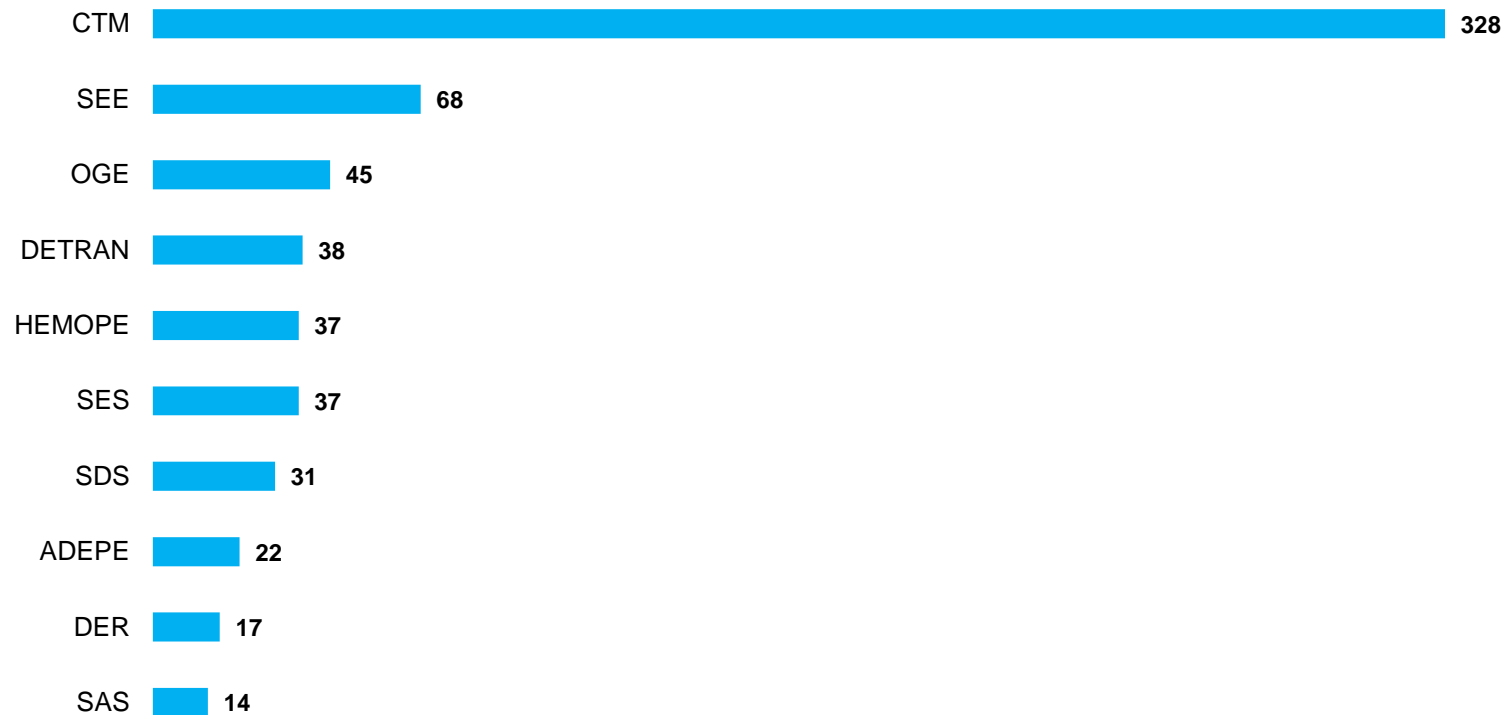 CTM 328
SEE 68
OGE 45
DETRAN 38
HEMOPE 37
SES 37
SDS 31
ADEPE 22
DER 17
SAS 14